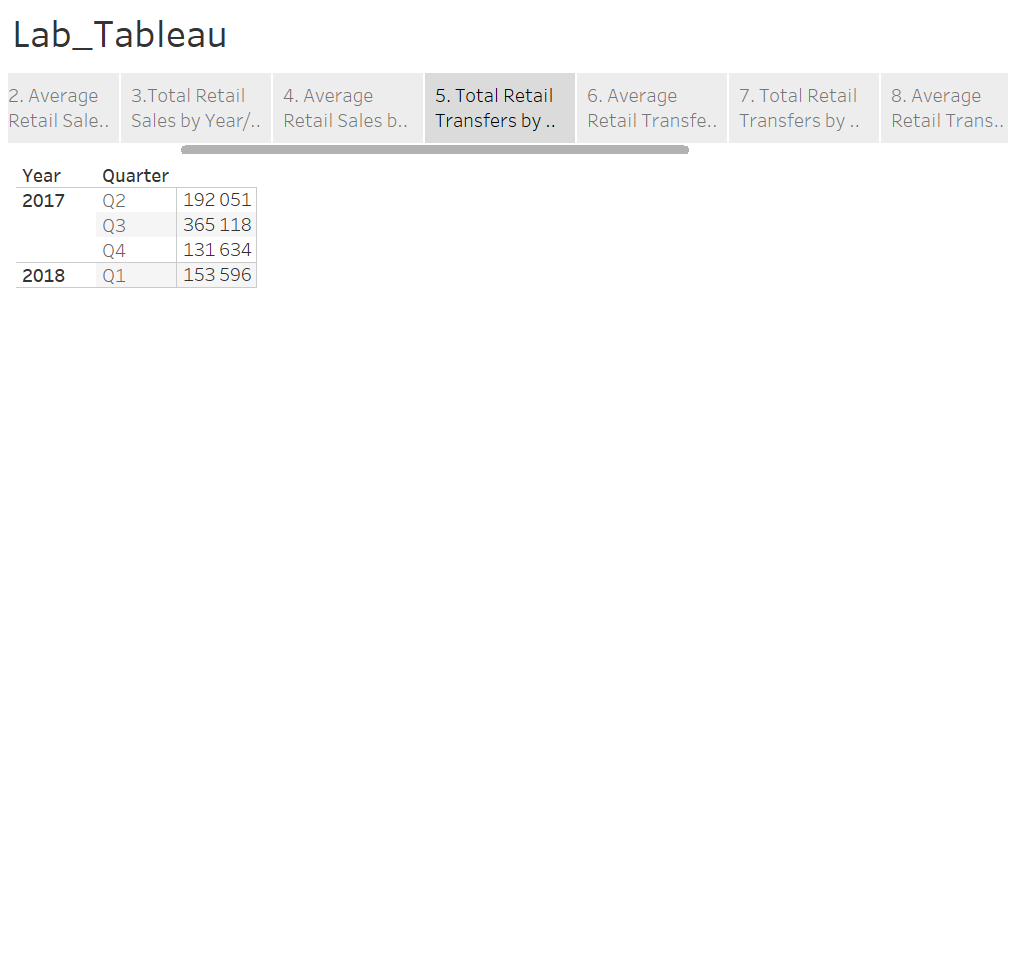 Lab_Tableau
2. Average
Retail Sale..
3.Total Retail
Sales by Year/..
4. Average
Retail Sales b..
5. Total Retail
Transfers by ..
6. Average
Retail Transfe..
7. Total Retail
Transfers by ..
8. Average
Retail Trans..
Year Quarter
2017 Q2 192 051
Q3 365 118
Q4 131 634
2018 Q1 153 596